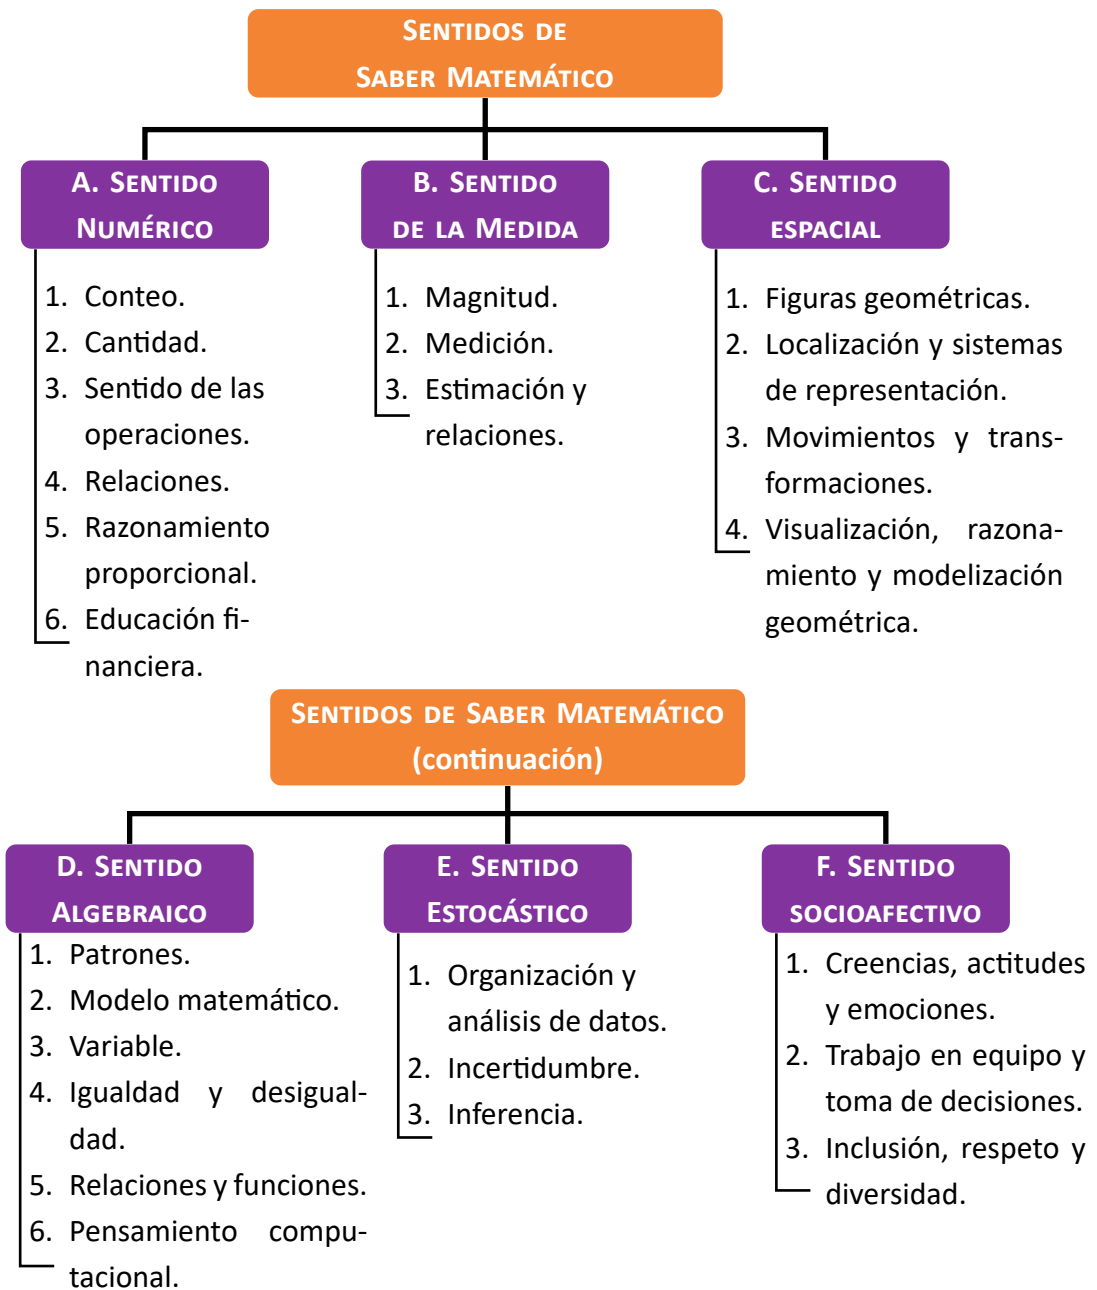 SENTIDOS DE
SABER MATEMÁTICO
A. SENTIDO
NUMÉRICO
1. Conteo.
2. Cantidad.
3. Sentido de las
operaciones.
4. Relaciones.
5. Razonamiento
proporcional.
6. Educación fi-
nanciera.
B. SENTIDO
DE LA MEDIDA
1. Magnitud.
2. Medición.
3. Estimación y
relaciones.
C. SENTIDO
ESPACIAL
1. Figuras geométricas.
2. Localización y sistemas
de representación.
3. Movimientos y trans-
formaciones.
4. Visualización, razona-
miento y modelización
geométrica.
SENTIDOS DE SABER MATEMÁTICO
(continuación)
D. SENTIDO
ALGEBRAICO
1. Patrones.
2. Modelo matemático.
3. Variable.
4. Igualdad y desigual-
dad.
5. Relaciones y funciones.
6. Pensamiento compu-
tacional.
E. SENTIDO
ESTOCÁSTICO
1. Organización y
análisis de datos.
2. Incertidumbre.
3. Inferencia.
F. SENTIDO
SOCIOAFECTIVO
1. Creencias, actitudes
y emociones.
2. Trabajo en equipo y
toma de decisiones.
3. Inclusión, respeto y
diversidad.